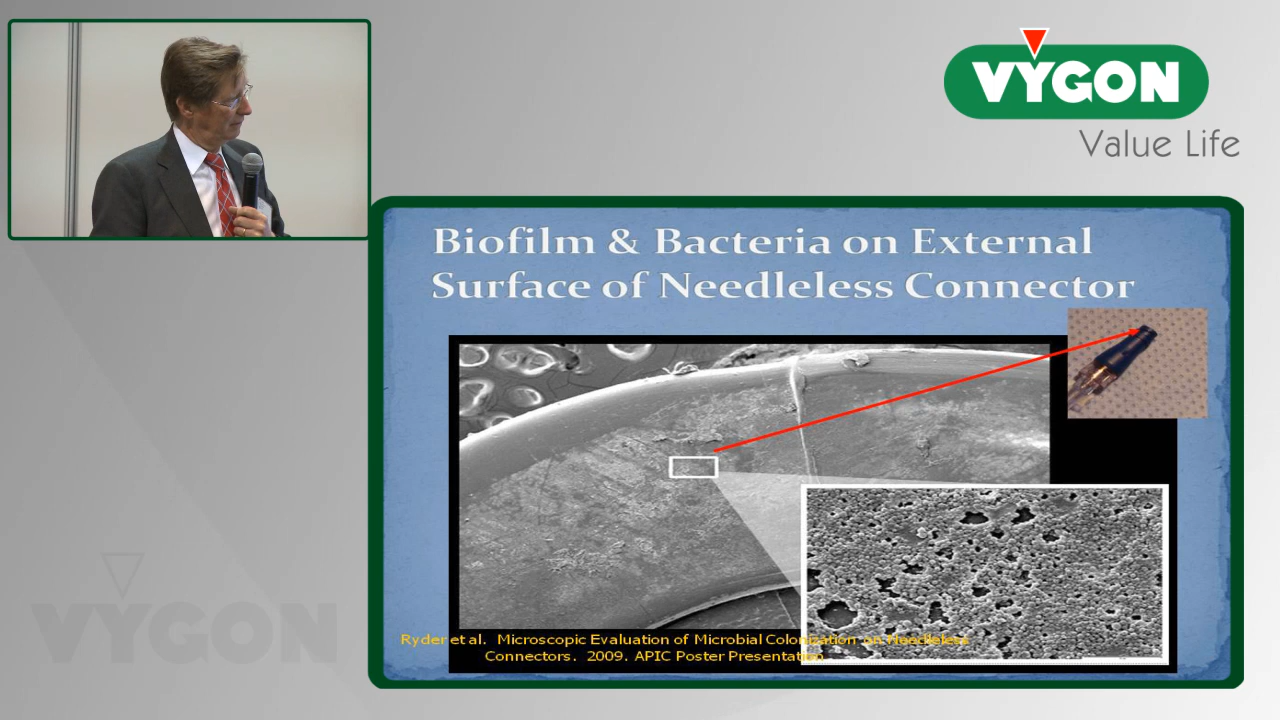 VYGON
Value Life
Biofilm & Bacteria on External
Surface of Needleless Connector
Ryder et al. Microscopic Evaluation of Microbial Colonization on Needleless
Connectors. 2009. APIC Poster Presentation
VYGON